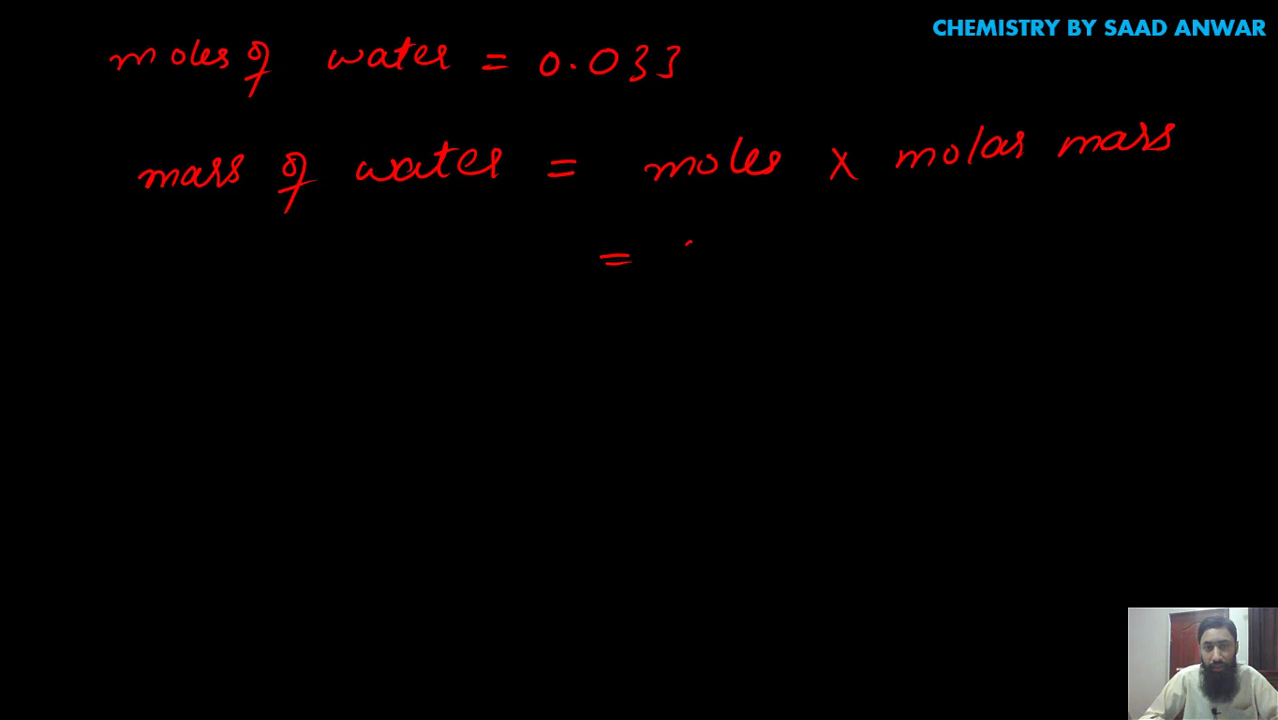 CHEMISTRY BY SAAD ANWAR
moles of water = 0.033
mass of water = moles x molar mass
=